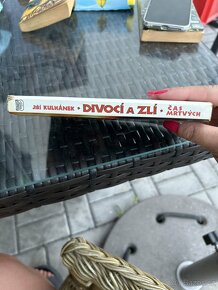 JIŘÍ KULHÁNEK • DIVOCÍ A ZLÍ • ČAS
MRTVÝCH